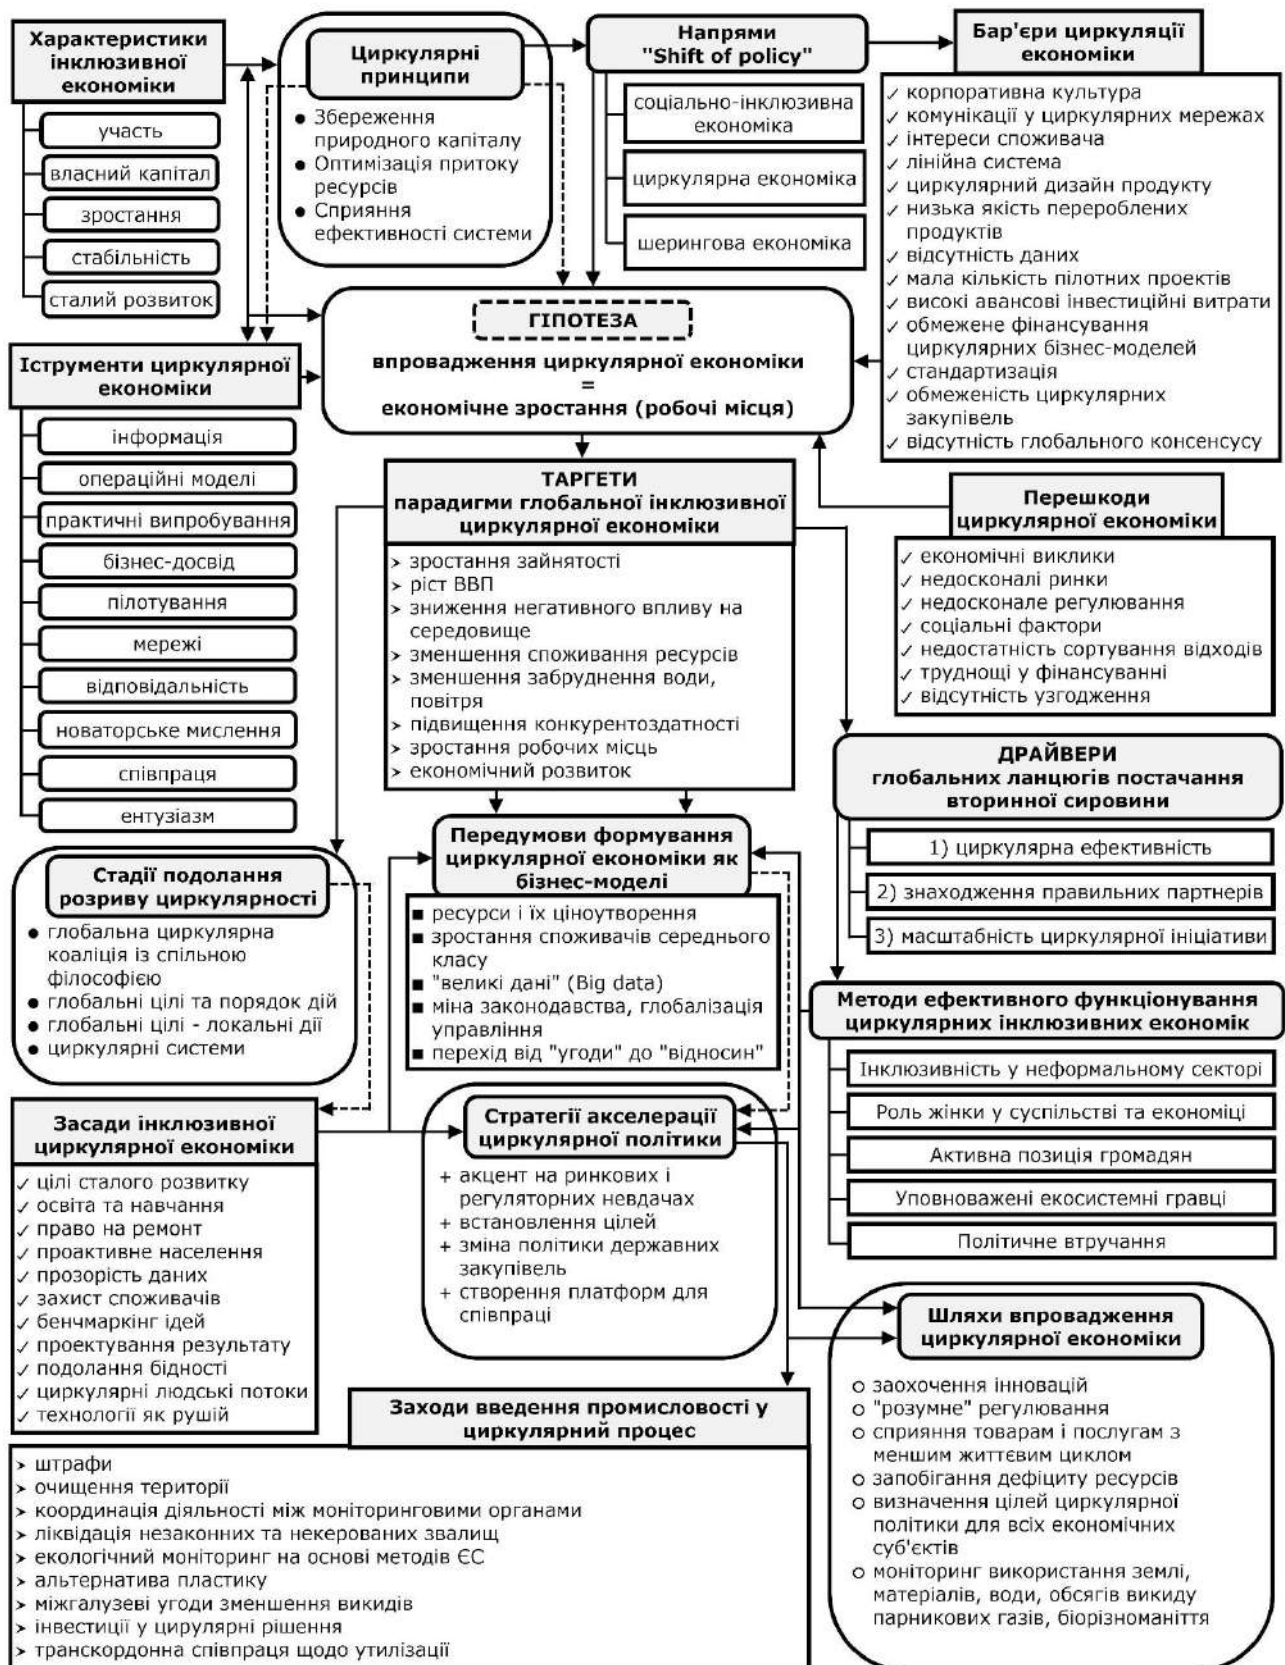 Характеристики
інклюзивної
економіки
участь
власний капітал
зростання
стабільність
сталий розвиток
Циркулярні
принципи
● Збереження
природного капіталу
● Оптимізація притоку
ресурсів
● Сприяння
ефективності системи
Напрями
"Shift of policy"
соціально-інклюзивна
економіка
циркулярна економіка
шерингова економіка
Бар'єри циркуляції
економіки
✓ корпоративна культура
✓ комунікації у циркулярних мережах
✓ інтереси споживача
✓ лінійна система
✓ циркулярний дизайн продукту
✓ низька якість перероблених
продуктів
✓ відсутність даних
✓ мала кількість пілотних проектів
✓ високі авансові інвестиційні витрати
✓ обмежене фінансування
циркулярних бізнес-моделей
✓ стандартизація
✓ обмеженість циркулярних
закупівель
✓ відсутність глобального консенсусу
ГІПОТЕЗА
впровадження циркулярної економіки
=
економічне зростання (робочі місця)
Іструменти циркулярної
економіки
інформація
операційні моделі
практичні випробування
бізнес-досвід
пілотування
мережі
відповідальність
новаторське мислення
співпраця
ентузіазм
ТАРГЕТИ
парадигми глобальної інклюзивної
циркулярної економіки
➢ зростання зайнятості
➢ ріст ВВП
➢ зниження негативного впливу на
середовище
➢ зменшення споживання ресурсів
➢ зменшення забруднення води,
повітря
➢ підвищення конкурентоздатності
➢ зростання робочих місць
➢ економічний розвиток
Перешкоди
циркулярної економіки
✓ економічні виклики
✓ недосконалі ринки
✓ недосконале регулювання
✓ соціальні фактори
✓ недостатність сортування відходів
✓ труднощі у фінансуванні
✓ відсутність узгодження
ДРАЙВЕРИ
глобальних ланцюгів постачання
вторинної сировини
1) циркулярна ефективність
2) знаходження правильних партнерів
3) масштабність циркулярної ініціативи
Стадії подолання
розриву циркулярності
● глобальна циркулярна
коаліція із спільною
філософією
● глобальні цілі та порядок дій
● глобальні цілі - локальні дії
● циркулярні системи
Передумови формування
циркулярної економіки як
бізнес-моделі
■ ресурси і їх ціноутворення
■ зростання споживачів середнього
класу
■ "великі дані" (Big data)
■ міна законодавства, глобалізація
управління
■ перехід від "угоди" до "відносин"
Методи ефективного функціонування
циркулярних інклюзивних економік
Інклюзивність у неформальному секторі
Роль жінки у суспільстві та економіці
Активна позиція громадян
Уповноважені екосистемні гравці
Політичне втручання
Засади інклюзивної
циркулярної економіки
✓ цілі сталого розвитку
✓ освіта та навчання
✓ право на ремонт
✓ проактивне населення
✓ прозорість даних
✓ захист споживачів
✓ бенчмаркінг ідей
✓ проектування результату
✓ подолання бідності
✓ циркулярні людські потоки
✓ технології як рушій
Стратегії акселерації
циркулярної політики
+ акцент на ринкових і
регуляторних невдачах
+ встановлення цілей
+ зміна політики державних
закупівель
+ створення платформ для
співпраці
Шляхи впровадження
циркулярної економіки
○ заохочення інновацій
○ "розумне" регулювання
○ сприяння товарам і послугам з
меншим життєвим циклом
○ запобігання дефіциту ресурсів
○ визначення цілей циркулярної
політики для всіх економічних
суб'єктів
○ моніторинг використання землі,
матеріалів, води, обсягів викиду
парникових газів, біорізноманіття
Заходи введення промисловості у
циркулярний процес
➢ штрафи
➢ очищення території
➢ координація діяльності між моніторинговими органами
➢ ліквідація незаконних та некерованих звалищ
➢ екологічний моніторинг на основі методів ЄС
➢ альтернатива пластику
➢ міжгалузеві угоди зменшення викидів
➢ інвестиції у цирулярні рішення
➢ транскордонна співпраця щодо утилізації